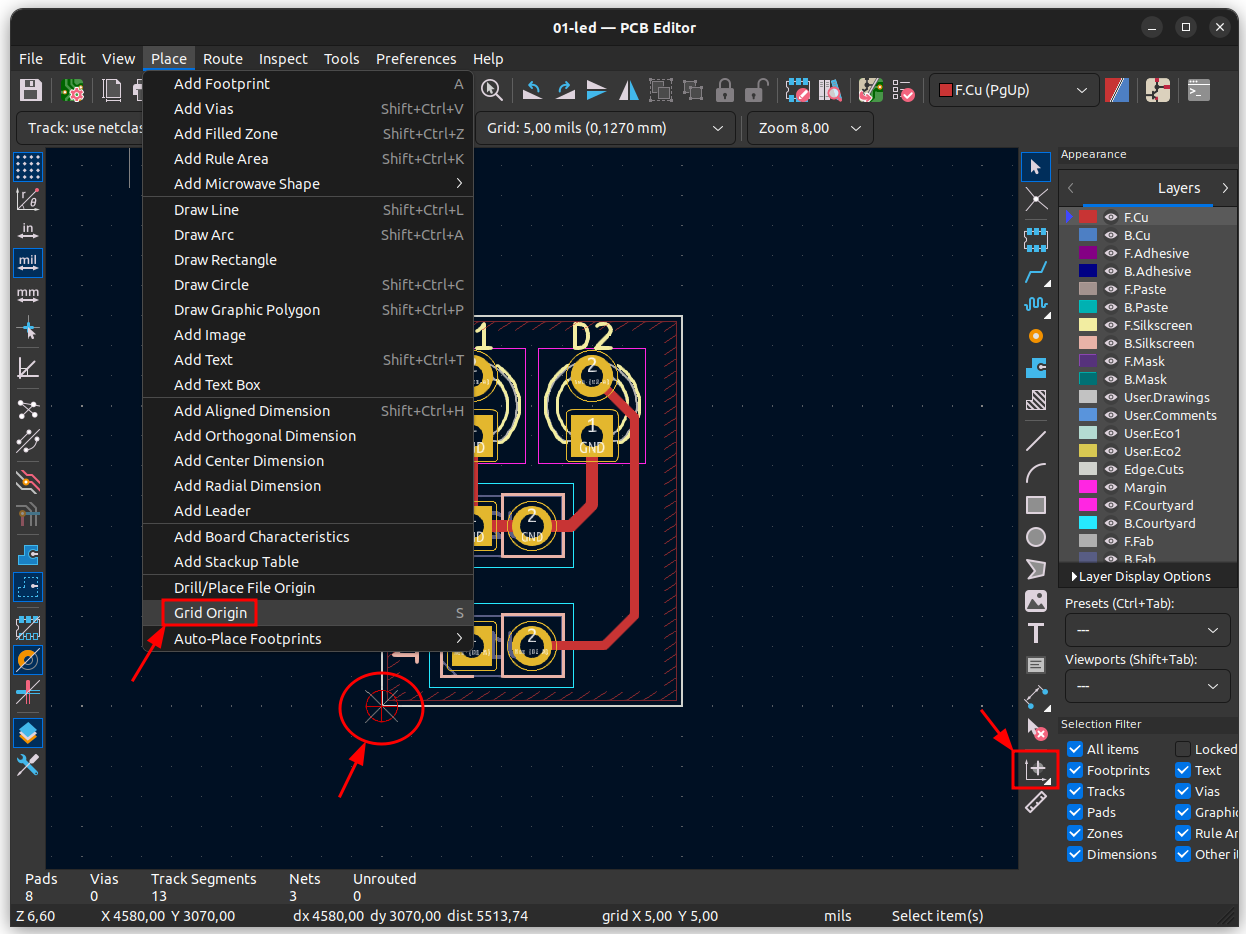 01-led — PCB Editor
File Edit View Place Route Inspect Tools Preferences Help
F.Cu (PgUp)
Track: use netclas
Grid: 5,00 mils (0,1270 mm)
Zoom 8,00
Add Footprint A
Add Vias Shift+Ctrl+V
Add Filled Zone Shift+Ctrl+Z
Add Rule Area Shift+Ctrl+K
Add Microwave Shape
Draw Line Shift+Ctrl+L
Draw Arc Shift+Ctrl+A
Draw Rectangle
Draw Circle Shift+Ctrl+C
Draw Graphic Polygon Shift+Ctrl+P
Add Image
Add Text Shift+Ctrl+T
Add Text Box
Add Aligned Dimension Shift+Ctrl+H
Add Orthogonal Dimension
Add Center Dimension
Add Radial Dimension
Add Leader
Add Board Characteristics
Add Stackup Table
Drill/Place File Origin
Grid Origin S
Auto-Place Footprints
r
θ
in
mil
mm
1 D2
2
1
GND
2
GND
2
T
Appearance
Layers
F.Cu
B.Cu
F.Adhesive
B.Adhesive
F.Paste
B.Paste
F.Silkscreen
B.Silkscreen
F.Mask
B.Mask
User.Drawings
User.Comments
User.Eco1
User.Eco2
Edge.Cuts
Margin
F.Courtyard
B.Courtyard
F.Fab
B.Fab
Layer Display Options
Presets (Ctrl+Tab):
---
Viewports (Shift+Tab):
---
Selection Filter
All items Locked
Footprints Text
Tracks Vias
Pads Graphic
Zones Rule Ar
Dimensions Other it
Pads Vias Track Segments Nets Unrouted
8 0 13 3 0
Z 6,60 X 4580,00 Y 3070,00 dx 4580,00 dy 3070,00 dist 5513,74 grid X 5,00 Y 5,00 mils Select item(s)